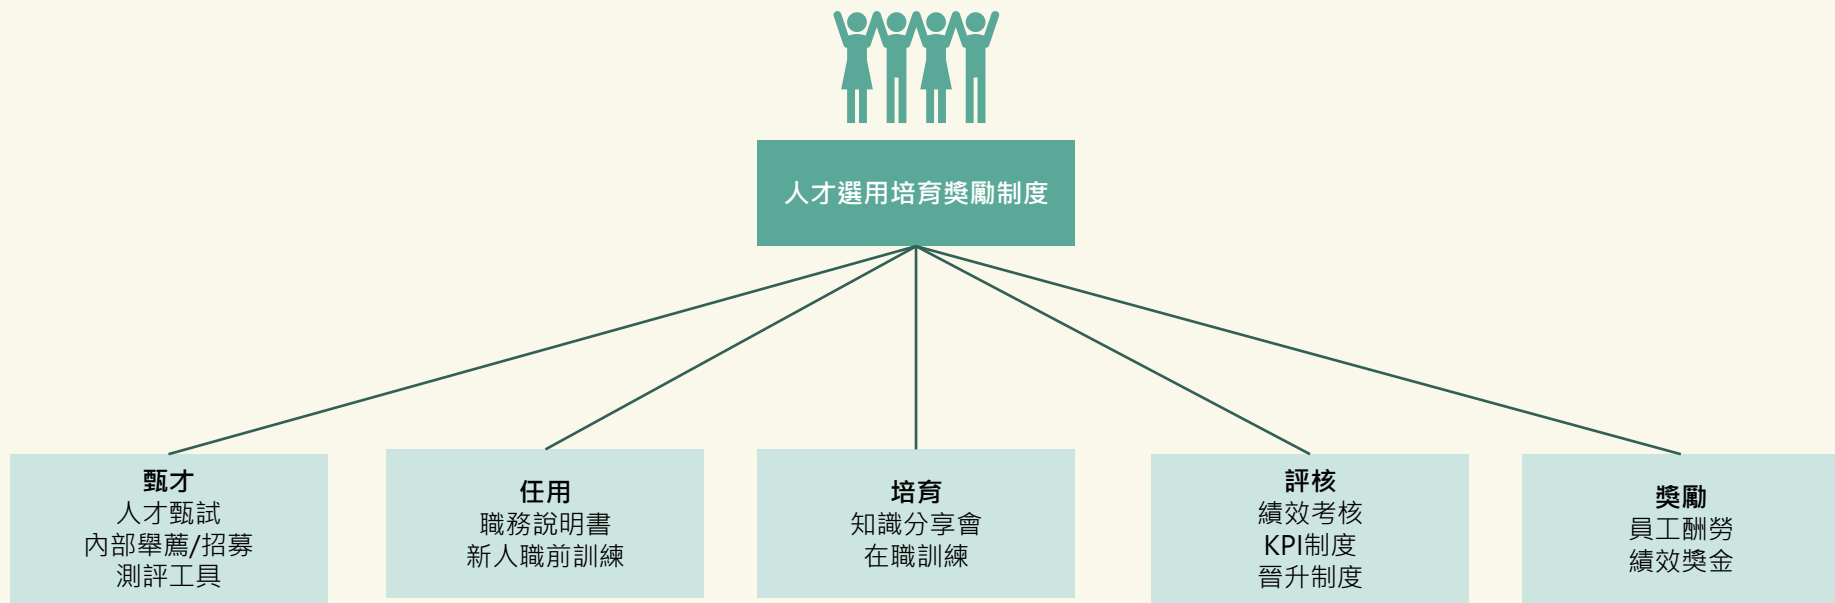 人才選用培育獎勵制度
甄才
人才甄試
內部舉薦/招募
測評工具
任用
職務說明書
新人職前訓練
培育
知識分享會
在職訓練
評核
績效考核
KPI制度
晉升制度
獎勵
員工酬勞
績效獎金